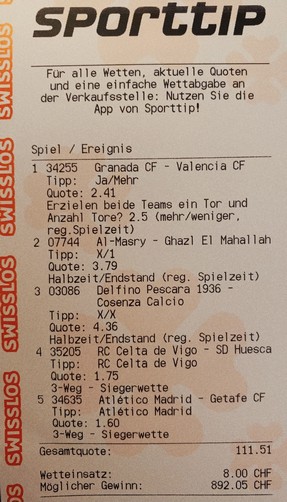 sporttip
Für alle Wetten, aktuelle Quoten
und eine einfache Wettabgabe an
der Verkaufsstelle: Nutzen Sie die
App von Sporttip!
Spiel / Ereignis
1 34255 Granada CF - Valencia CF
Tipp: Ja/Mehr
Quote: 2.41
Erzielen beide Teams ein Tor und
Anzahl Tore? 2.5 (mehr/weniger,
reg.Spielzeit)
2 07744 Al-Masry - Ghazl El Mahallah
Tipp: X/1
Quote: 3.79
Halbzeit/Endstand (reg. Spielzeit)
3 03086 Delfino Pescara 1936 -
Cosenza Calcio
Tipp: X/X
Quote: 4.36
Halbzeit/Endstand (reg. Spielzeit)
4 35205 RC Celta de Vigo - SD Huesca
Tipp: RC Celta de Vigo
Quote: 1.75
3-Weg - Siegerwette
5 34635 Atlético Madrid - Getafe CF
Tipp: Atlético Madrid
Quote: 1.60
3-Weg - Siegerwette
Gesamtquote: 111.51
Wetteinsatz: 8.00 CHF
Möglicher Gewinn: 892.05 CHF
SWISSLOS
SWISSLOS
SWISSLOS
SWISSLOS